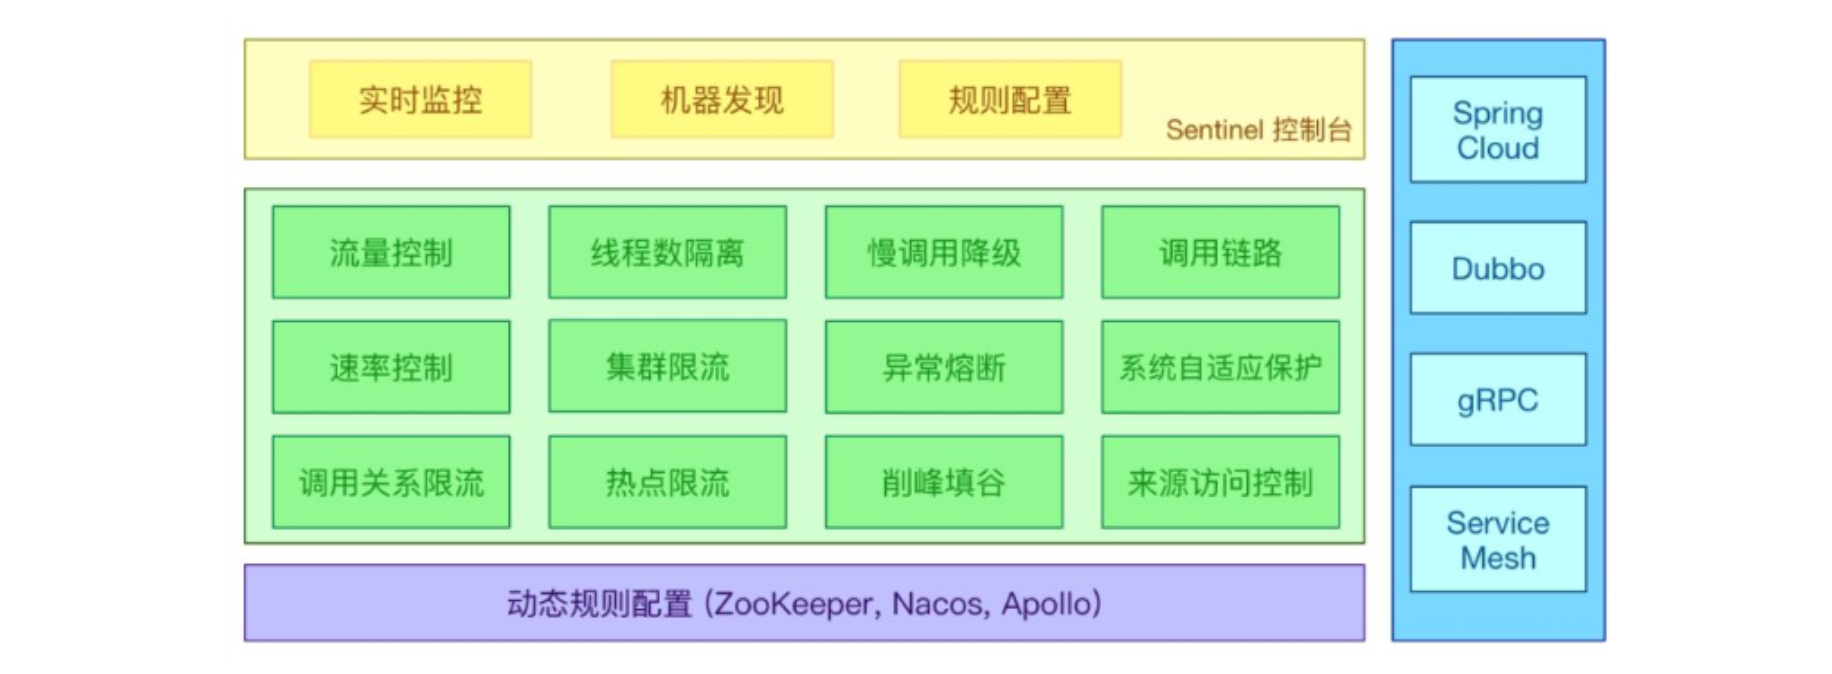 实时监控
机器发现
规则配置
Sentinel 控制台
流量控制
线程数隔离
慢调用降级
调用链路
速率控制
集群限流
异常熔断
系统自适应保护
调用关系限流
热点限流
削峰填谷
来源访问控制
动态规则配置 (ZooKeeper, Nacos, Apollo)
Spring
Cloud
Dubbo
gRPC
Service
Mesh